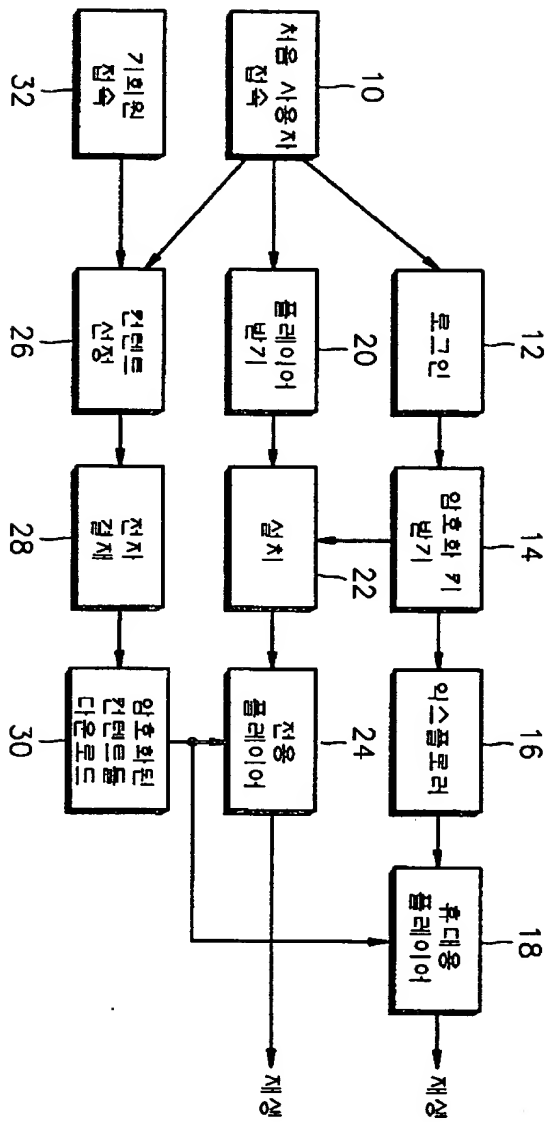 12
14
16
18
로그인
암호화 키
받기
익스플로러
휴대용
플레이어
재생
10
20
22
24
처음 사용자
접속
플레이어
받기
설치
전용
플레이어
재생
기회원
접속
컨텐트
선정
전자
결재
암호화된
컨텐트를
다운로드
32
26
28
30